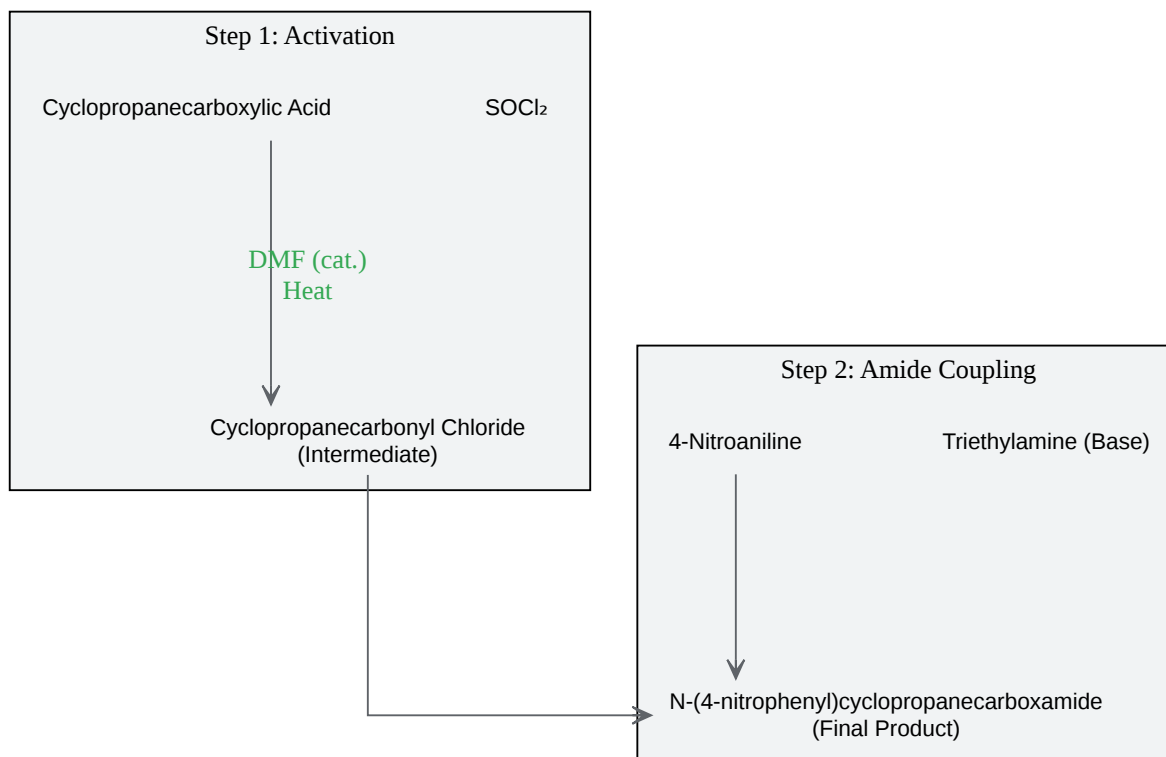 Step 1: Activation
Cyclopropanecarboxylic Acid
SOCl₂
DMF (cat.)
Heat
Cyclopropanecarbonyl Chloride
(Intermediate)
Step 2: Amide Coupling
4-Nitroaniline
Triethylamine (Base)
N-(4-nitrophenyl)cyclopropanecarboxamide
(Final Product)